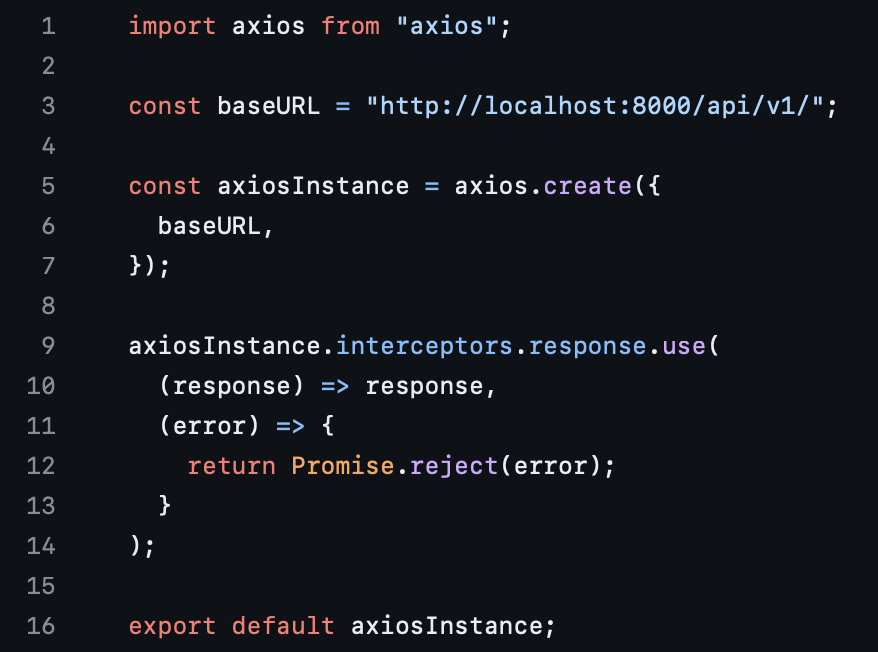 1 import axios from "axios";
2
3 const baseURL = "http://localhost:8000/api/v1/";
4
5 const axiosInstance = axios.create({
6   baseURL,
7 });
8
9 axiosInstance.interceptors.response.use(
10   (response) => response,
11   (error) => {
12     return Promise.reject(error);
13   }
14 );
15
16 export default axiosInstance;